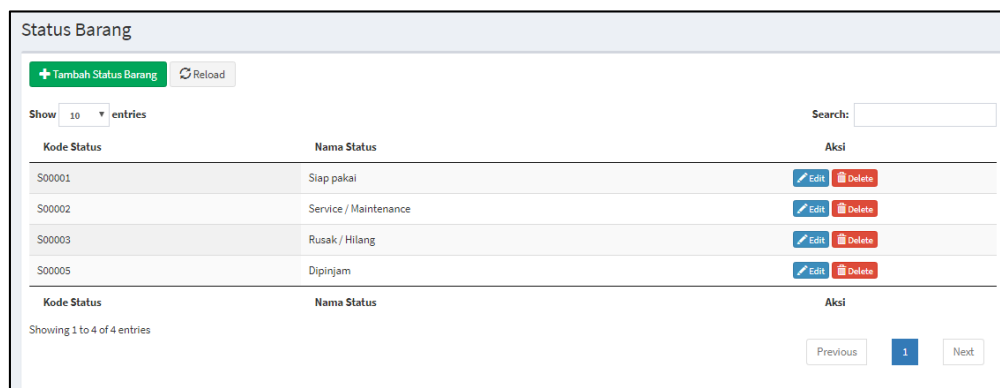 Status Barang
Tambah Status Barang Reload
Show 10 entries Search:
Kode Status Nama Status Aksi
S00001 Siap pakai Edit Delete
S00002 Service / Maintenance Edit Delete
S00003 Rusak / Hilang Edit Delete
S00005 Dipinjam Edit Delete
Kode Status Nama Status Aksi
Showing 1 to 4 of 4 entries
Previous 1 Next